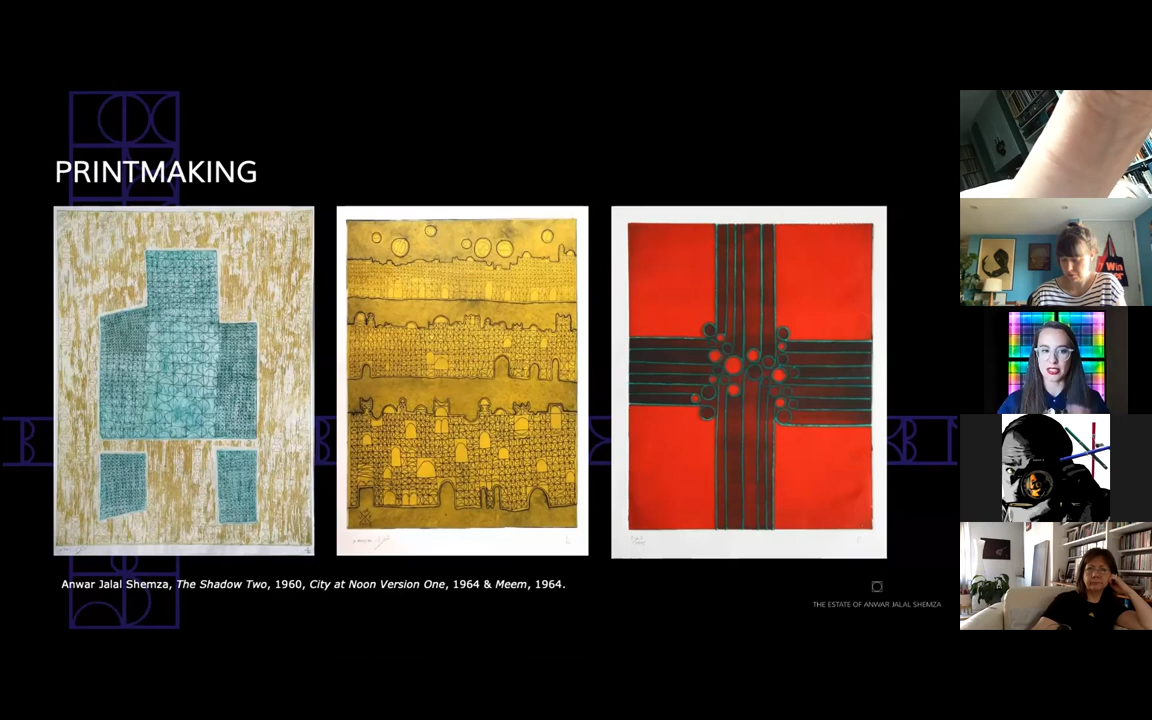 PRINTMAKING
Anwar Jalal Shemza, The Shadow Two, 1960, City at Noon Version One, 1964 & Meem, 1964.
THE ESTATE OF ANWAR JALAL SHEMZA
Win